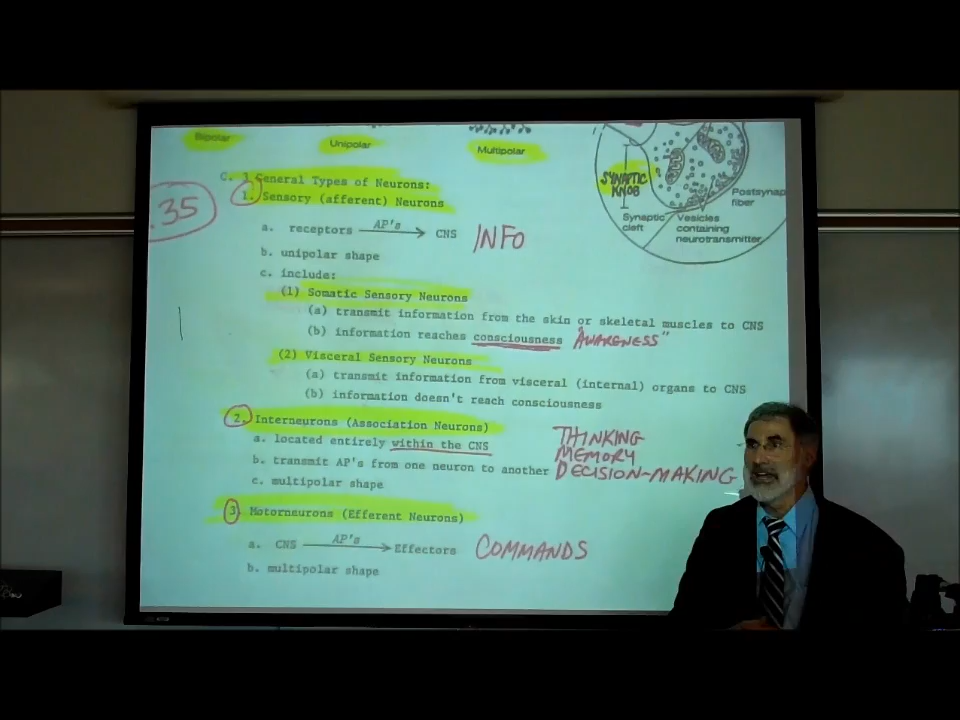 Bipolar
Unipolar
Multipolar
SYNAPTIC
KNOB
Postsynap
fiber
Synaptic
cleft
Vesicles
containing
neurotransmitter
35
C. General Types of Neurons:
1. Sensory (afferent) Neurons
a. receptors AP's → CNS INFO
b. unipolar shape
c. include:
(1) Somatic Sensory Neurons
(a) transmit information from the skin or skeletal muscles to CNS
(b) information reaches consciousness "AWARENESS"
(2) Visceral Sensory Neurons
(a) transmit information from visceral (internal) organs to CNS
(b) information doesn't reach consciousness
2. Interneurons (Association Neurons)
a. located entirely within the CNS THINKING
MEMORY
b. transmit AP's from one neuron to another DECISION-MAKING
c. multipolar shape
3 Motorneurons (Efferent Neurons)
a. CNS AP's → Effectors COMMANDS
b. multipolar shape